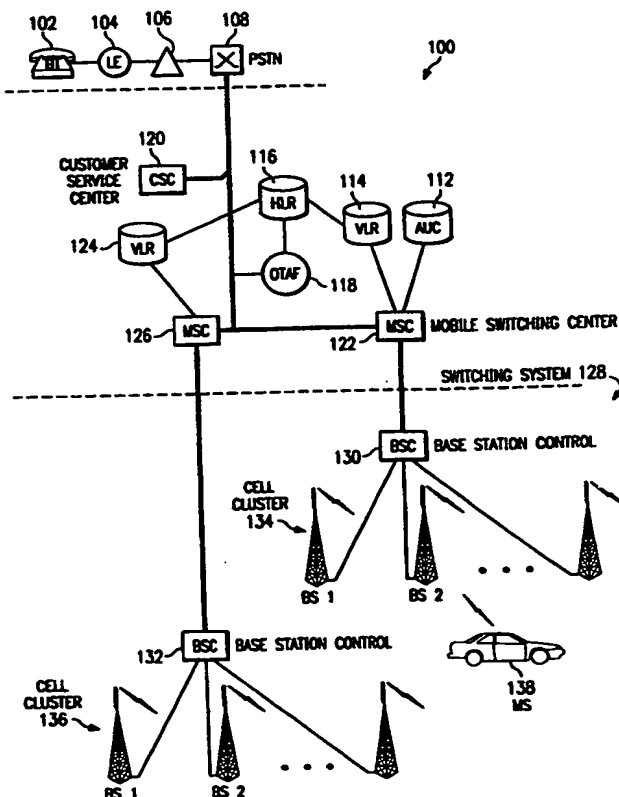 102
104
106
108
LE
PSTN
100
120
CUSTOMER
SERVICE
CENTER
CSC
116
HLR
114
VLR
112
AUC
124
VLR
OTAF
118
126
MSC
122
MSC
MOBILE SWITCHING CENTER
SWITCHING SYSTEM 128
BSC
130
BASE STATION CONTROL
CELL
CLUSTER
134
BS 1
BS 2
BSC
132
BASE STATION CONTROL
138
MS
CELL
CLUSTER
136
BS 1
BS 2